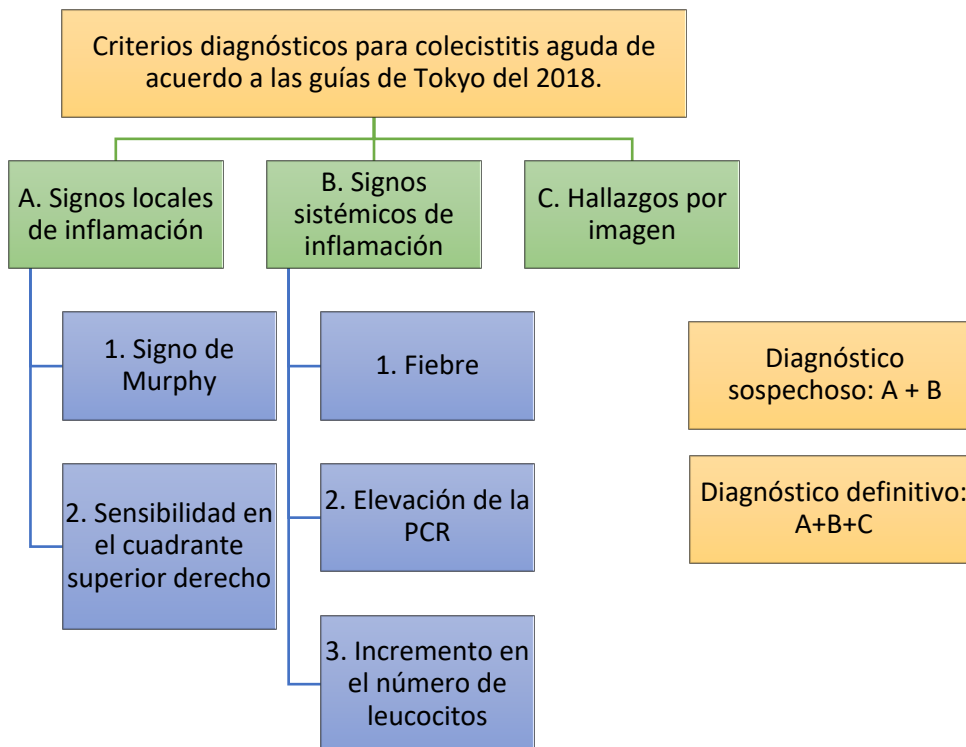 Criterios diagnósticos para colecistitis aguda de
acuerdo a las guías de Tokyo del 2018.
A. Signos locales
de inflamación
B. Signos
sistémicos de
inflamación
C. Hallazgos por
imagen
1. Signo de
Murphy
1. Fiebre
Diagnóstico
sospechoso: A + B
2. Sensibilidad en
el cuadrante
superior derecho
2. Elevación de la
PCR
Diagnóstico definitivo:
A+B+C
3. Incremento en
el número de
leucocitos